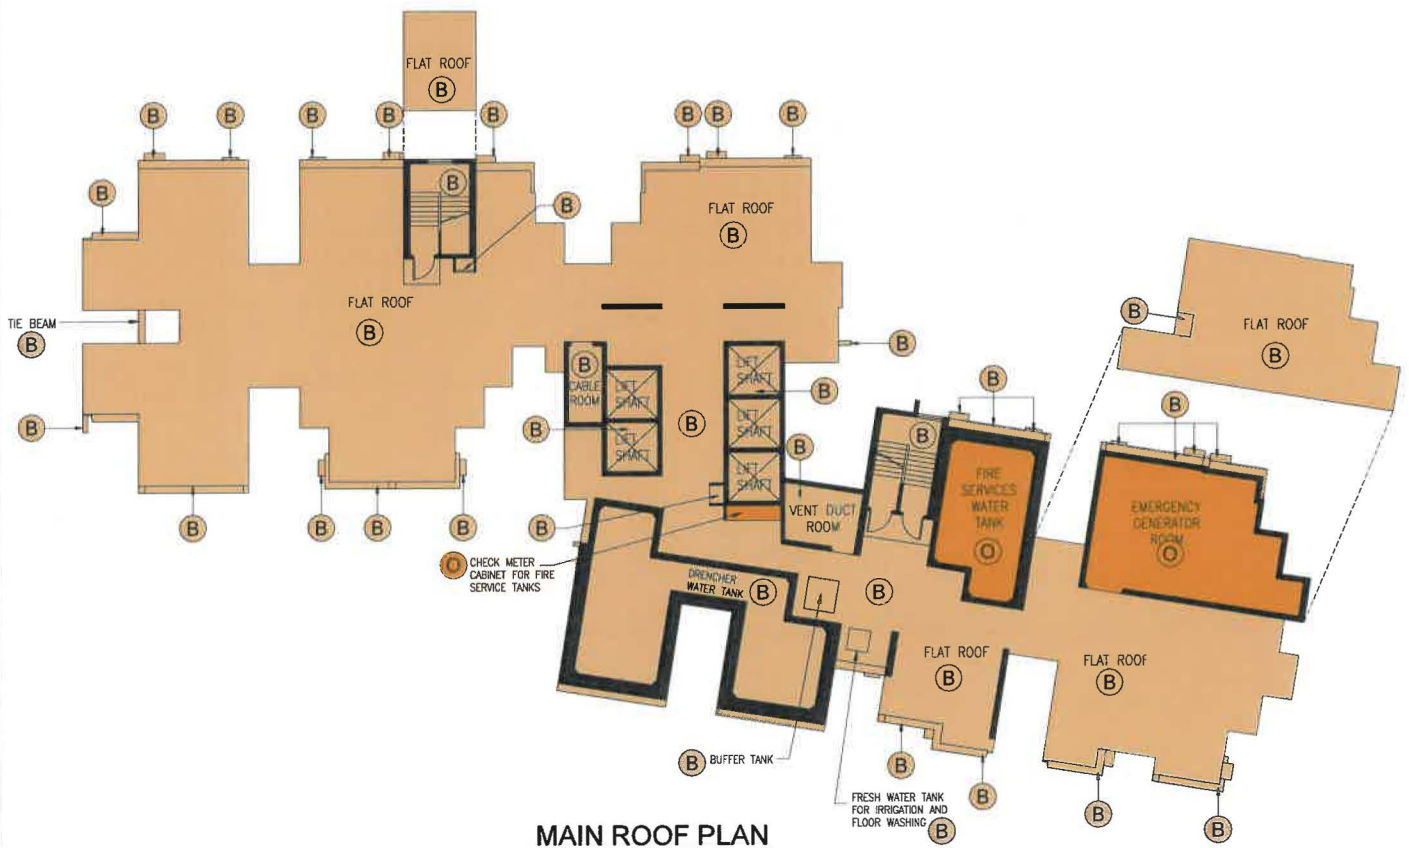 FLAT ROOF
B
B
B
B
B
B
B
B
B
B
B
B
FLAT ROOF
B
FLAT ROOF
B
TIE BEAM
B
B
B
FLAT ROOF
B
B
B
CABLE
ROOM
LIFT
SHAFT
LIFT
SHAFT
B
LIFT
SHAFT
B
LIFT
SHAFT
B
LIFT
SHAFT
B
B
B
B
FIRE
SERVICES
WATER
TANK
O
B
EMERGENCY
GENERATOR
ROOM
O
B
B
B
B
B
VENT DUCT
ROOM
O
CHECK METER
CABINET FOR FIRE
SERVICE TANKS
DRENCHER
WATER TANK
B
B
FLAT ROOF
B
FLAT ROOF
B
B
BUFFER TANK
B
B
B
B
FRESH WATER TANK
FOR IRRIGATION AND
FLOOR WASHING
B
MAIN ROOF PLAN